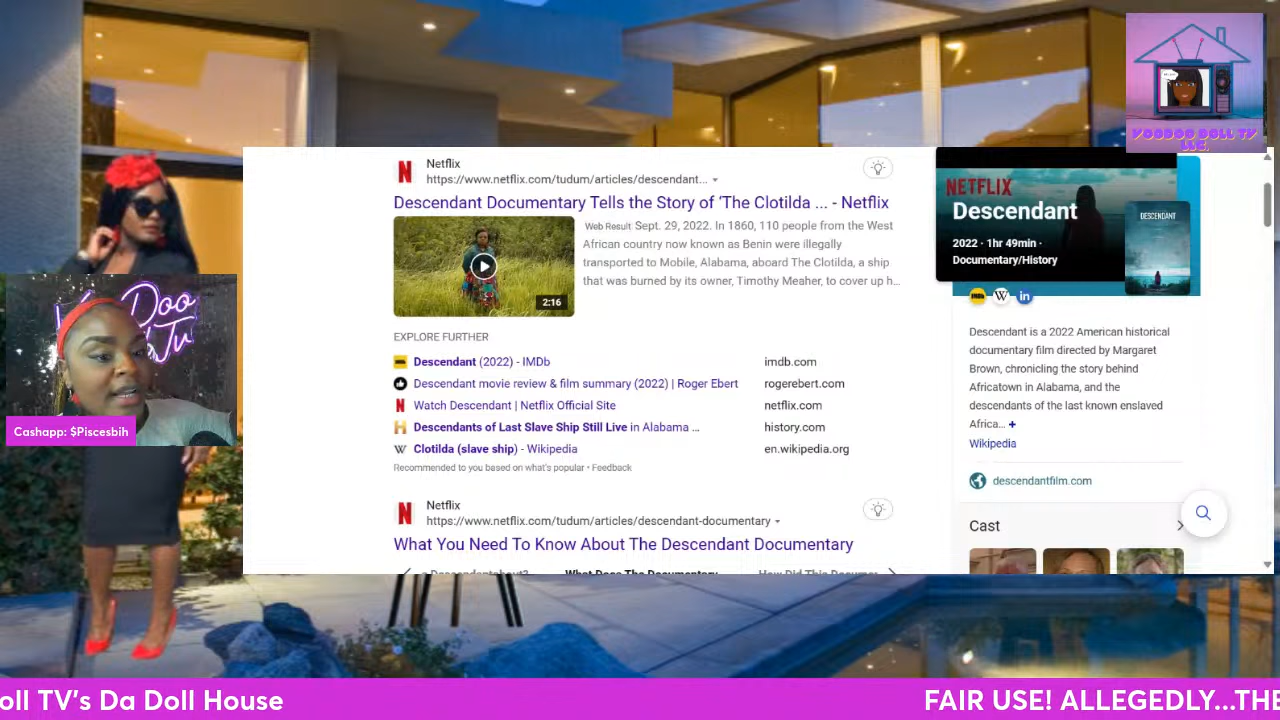 VOODOO DOLL TV
LLC.
Netflix
https://www.netflix.com/tudum/articles/descendant...
Descendant Documentary Tells the Story of 'The Clotilda ... - Netflix
Web Result Sept. 29, 2022. In 1860, 110 people from the West
African country now known as Benin were illegally
transported to Mobile, Alabama, aboard The Clotilda, a ship
that was burned by its owner, Timothy Meaher, to cover up h...
2:16
EXPLORE FURTHER
Descendant (2022) - IMDb imdb.com
Descendant movie review & film summary (2022) | Roger Ebert rogerebert.com
Watch Descendant | Netflix Official Site netflix.com
Descendants of Last Slave Ship Still Live in Alabama ... history.com
Clotilda (slave ship) - Wikipedia en.wikipedia.org
Recommended to you based on what's popular • Feedback
Netflix
https://www.netflix.com/tudum/articles/descendant-documentary
What You Need To Know About The Descendant Documentary
What Does The Documentary
NETFLIX
Descendant
2022 · 1hr 49min ·
Documentary/History
DESCENDANT
Descendant is a 2022 American historical
documentary film directed by Margaret
Brown, chronicling the story behind
Africatown in Alabama, and the
descendants of the last known enslaved
Africa... +
Wikipedia
descendantfilm.com
Cast
Cashapp: $Piscesbih
oll TV's Da Doll House
FAIR USE! ALLEGEDLY...THE